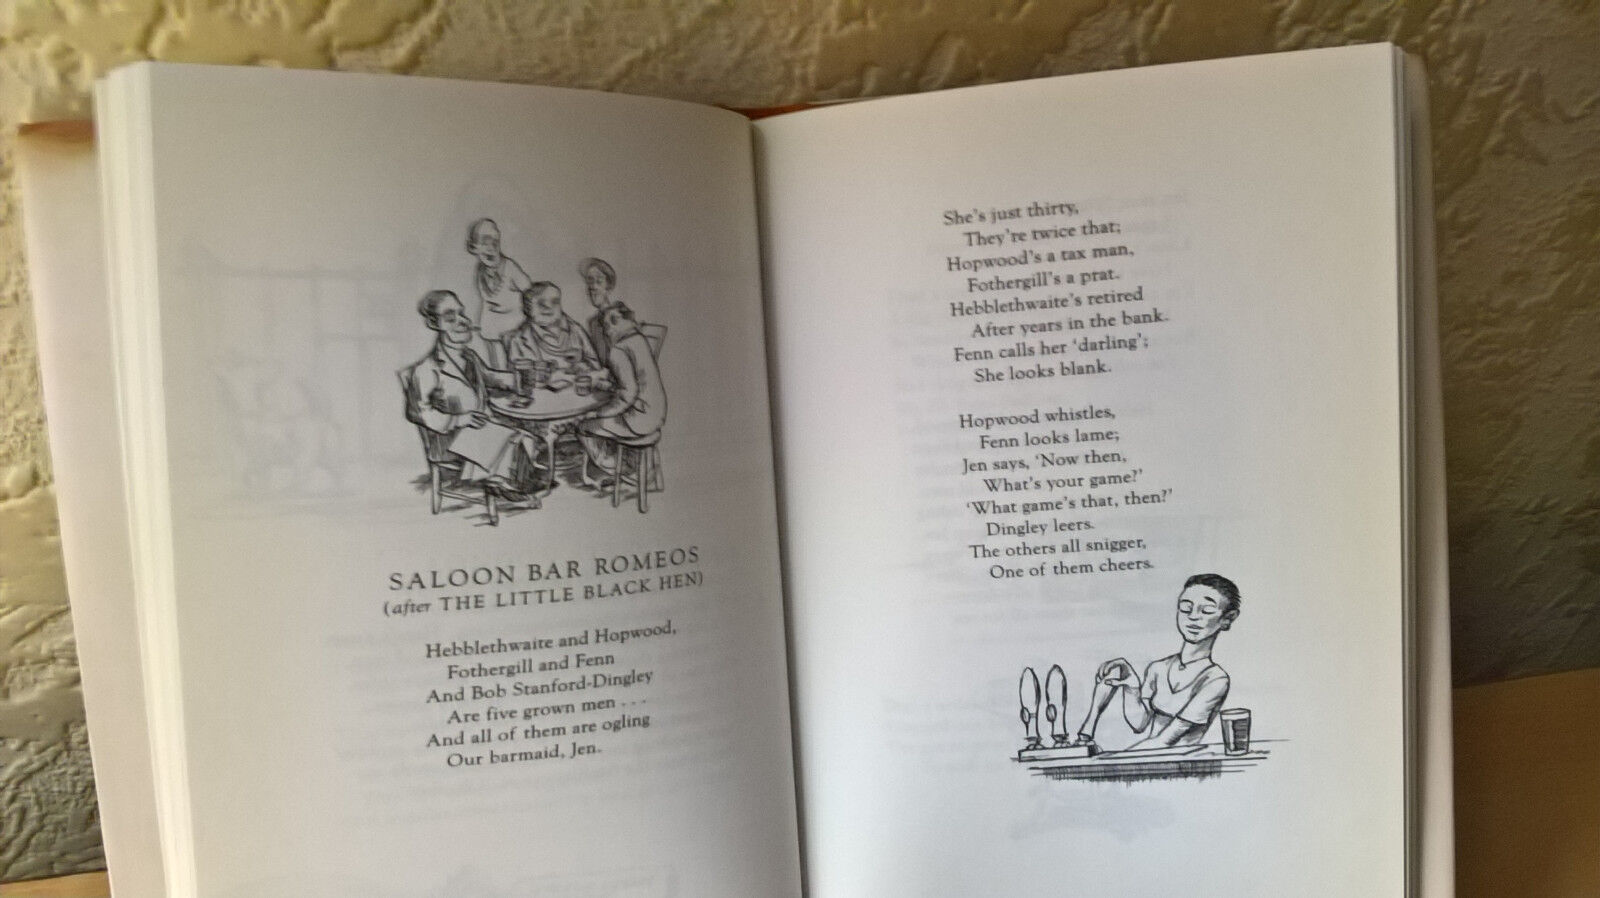 SALOON BAR ROMEOS
(after THE LITTLE BLACK HEN)
Hebblethwaite and Hopwood,
Fothergill and Fenn
And Bob Stanford-Dingley
Are five grown men . . .
And all of them are ogling
Our barmaid, Jen.
She's just thirty,
They're twice that;
Hopwood's a tax man,
Fothergill's a prat.
Hebblethwaite's retired
After years in the bank.
Fenn calls her 'darling';
She looks blank.
Hopwood whistles,
Fenn looks lame;
Jen says, 'Now then,
What's your game?'
'What game's that, then?'
Dingley leers.
The others all snigger,
One of them cheers.